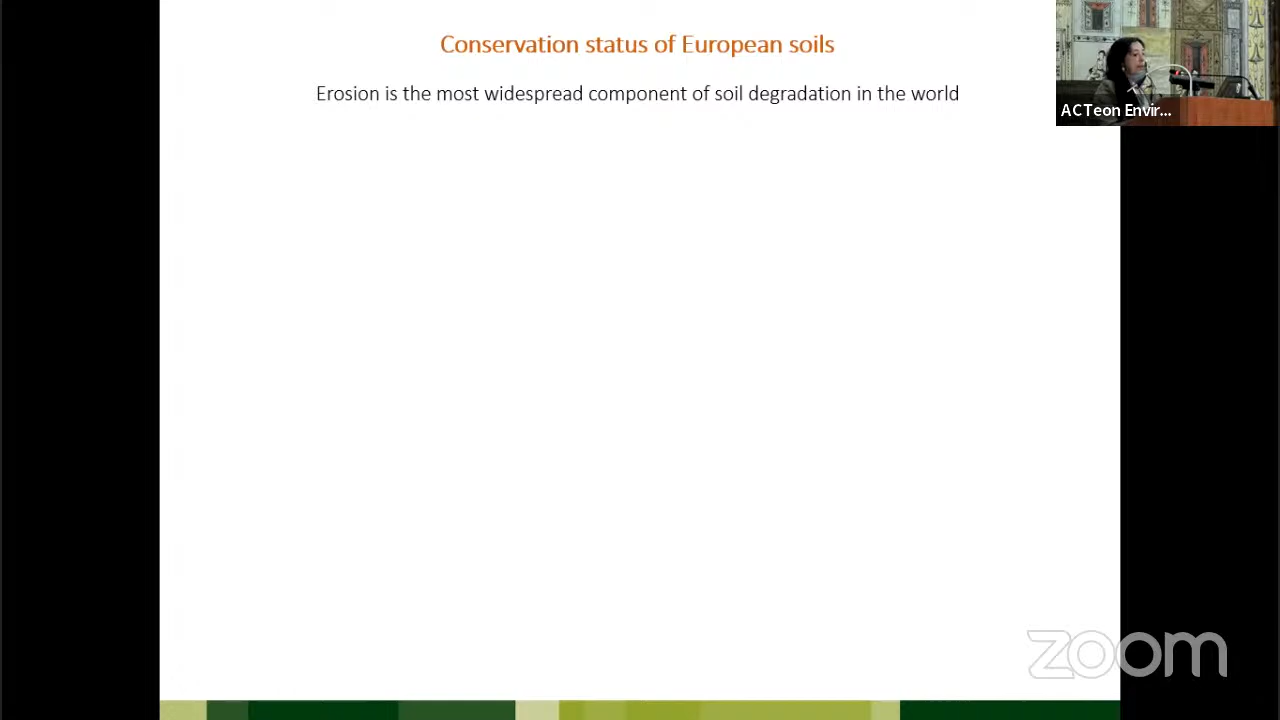 Conservation status of European soils
Erosion is the most widespread component of soil degradation in the world
ACTeon Envir...
zoom